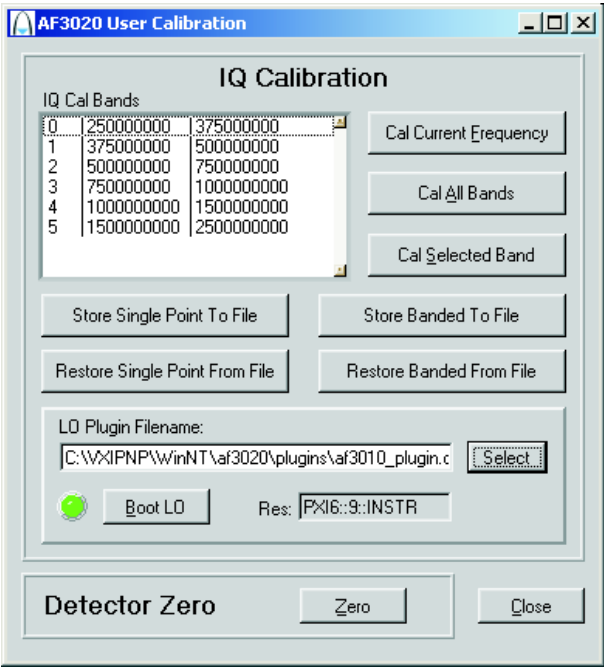 AF3020 User Calibration
IQ Calibration
IQ Cal Bands
0 250000000 375000000
1 375000000 500000000
2 500000000 750000000
3 750000000 1000000000
4 1000000000 1500000000
5 1500000000 2500000000
Cal Current Frequency
Cal All Bands
Cal Selected Band
Store Single Point To File
Store Banded To File
Restore Single Point From File
Restore Banded From File
LO Plugin Filename:
C:\VXIPNP\WinNT\af3020\plugins\af3010_plugin.c
Select
Boot LO
Res: PXI6::9::INSTR
Detector Zero
Zero
Close